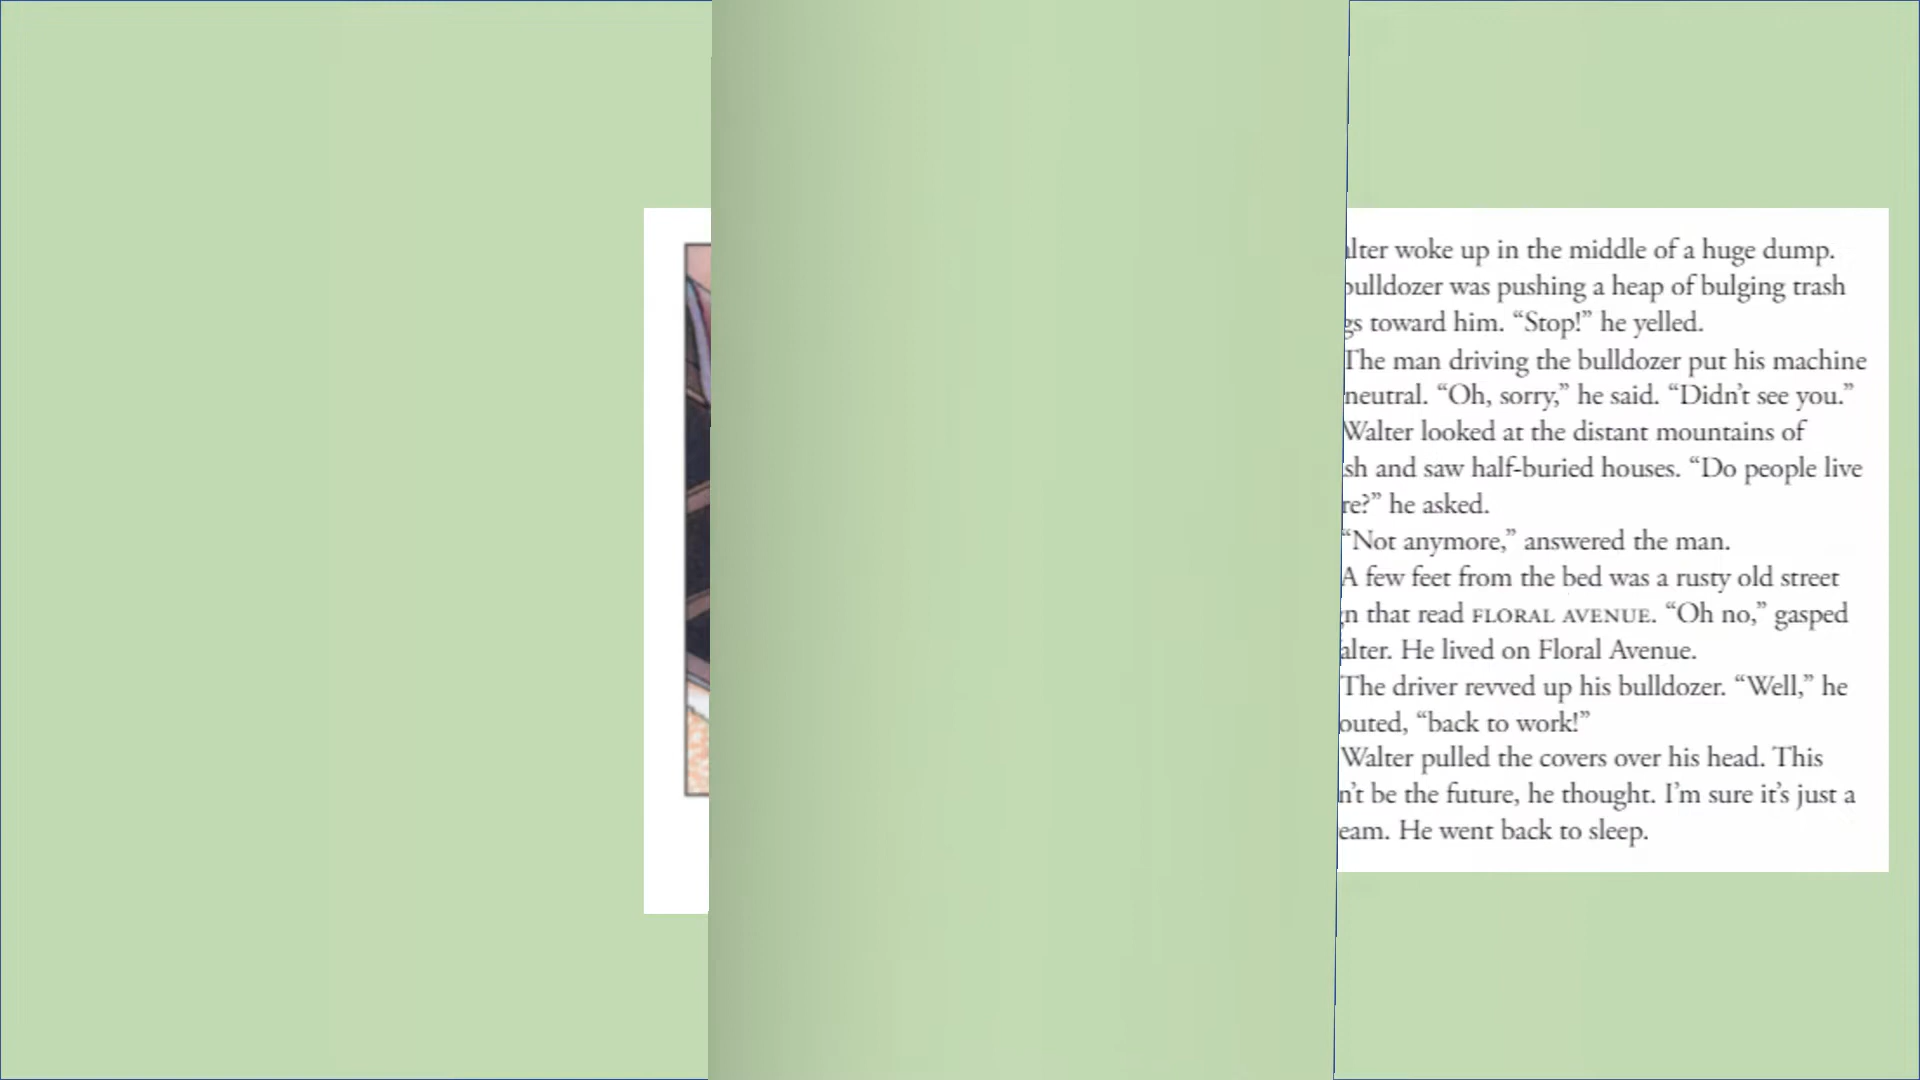 alter woke up in the middle of a huge dump.
bulldozer was pushing a heap of bulging trash
gs toward him. “Stop!” he yelled.
The man driving the bulldozer put his machine
neutral. “Oh, sorry,” he said. “Didn’t see you.”
Walter looked at the distant mountains of
sh and saw half-buried houses. “Do people live
re?” he asked.
“Not anymore,” answered the man.
A few feet from the bed was a rusty old street
gn that read FLORAL AVENUE. “Oh no,” gasped
alter. He lived on Floral Avenue.
The driver revved up his bulldozer. “Well,” he
outed, “back to work!”
Walter pulled the covers over his head. This
n’t be the future, he thought. I’m sure it’s just a
eam. He went back to sleep.